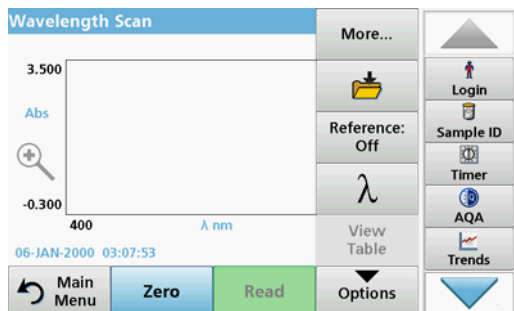 Wavelength Scan
More...
3.500
Abs
-0.300
400
λ nm
06-JAN-2000 03:07:53
Reference:
Off
λ
View
Table
Main
Menu
Zero
Read
Options
Login
Sample ID
Timer
AQA
Trends